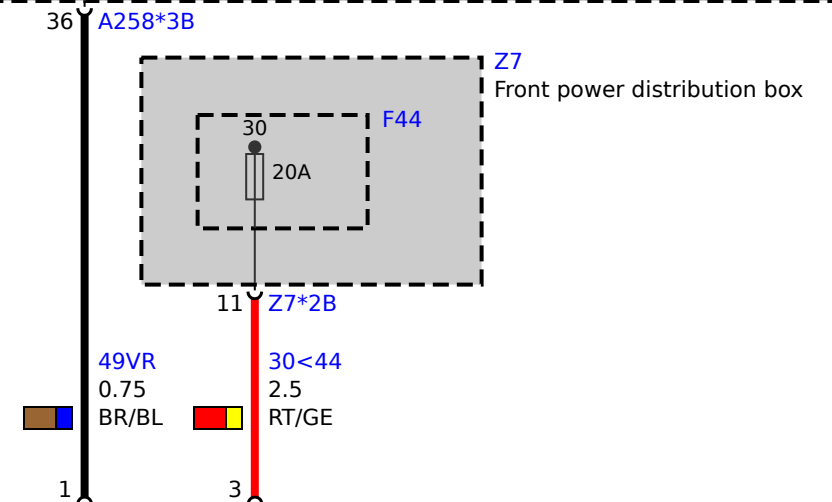 36 A258*3B
Z7
Front power distribution box
F44
30
20A
11 Z7*2B
49VR
0.75
BR/BL
30<44
2.5
RT/GE
1
3